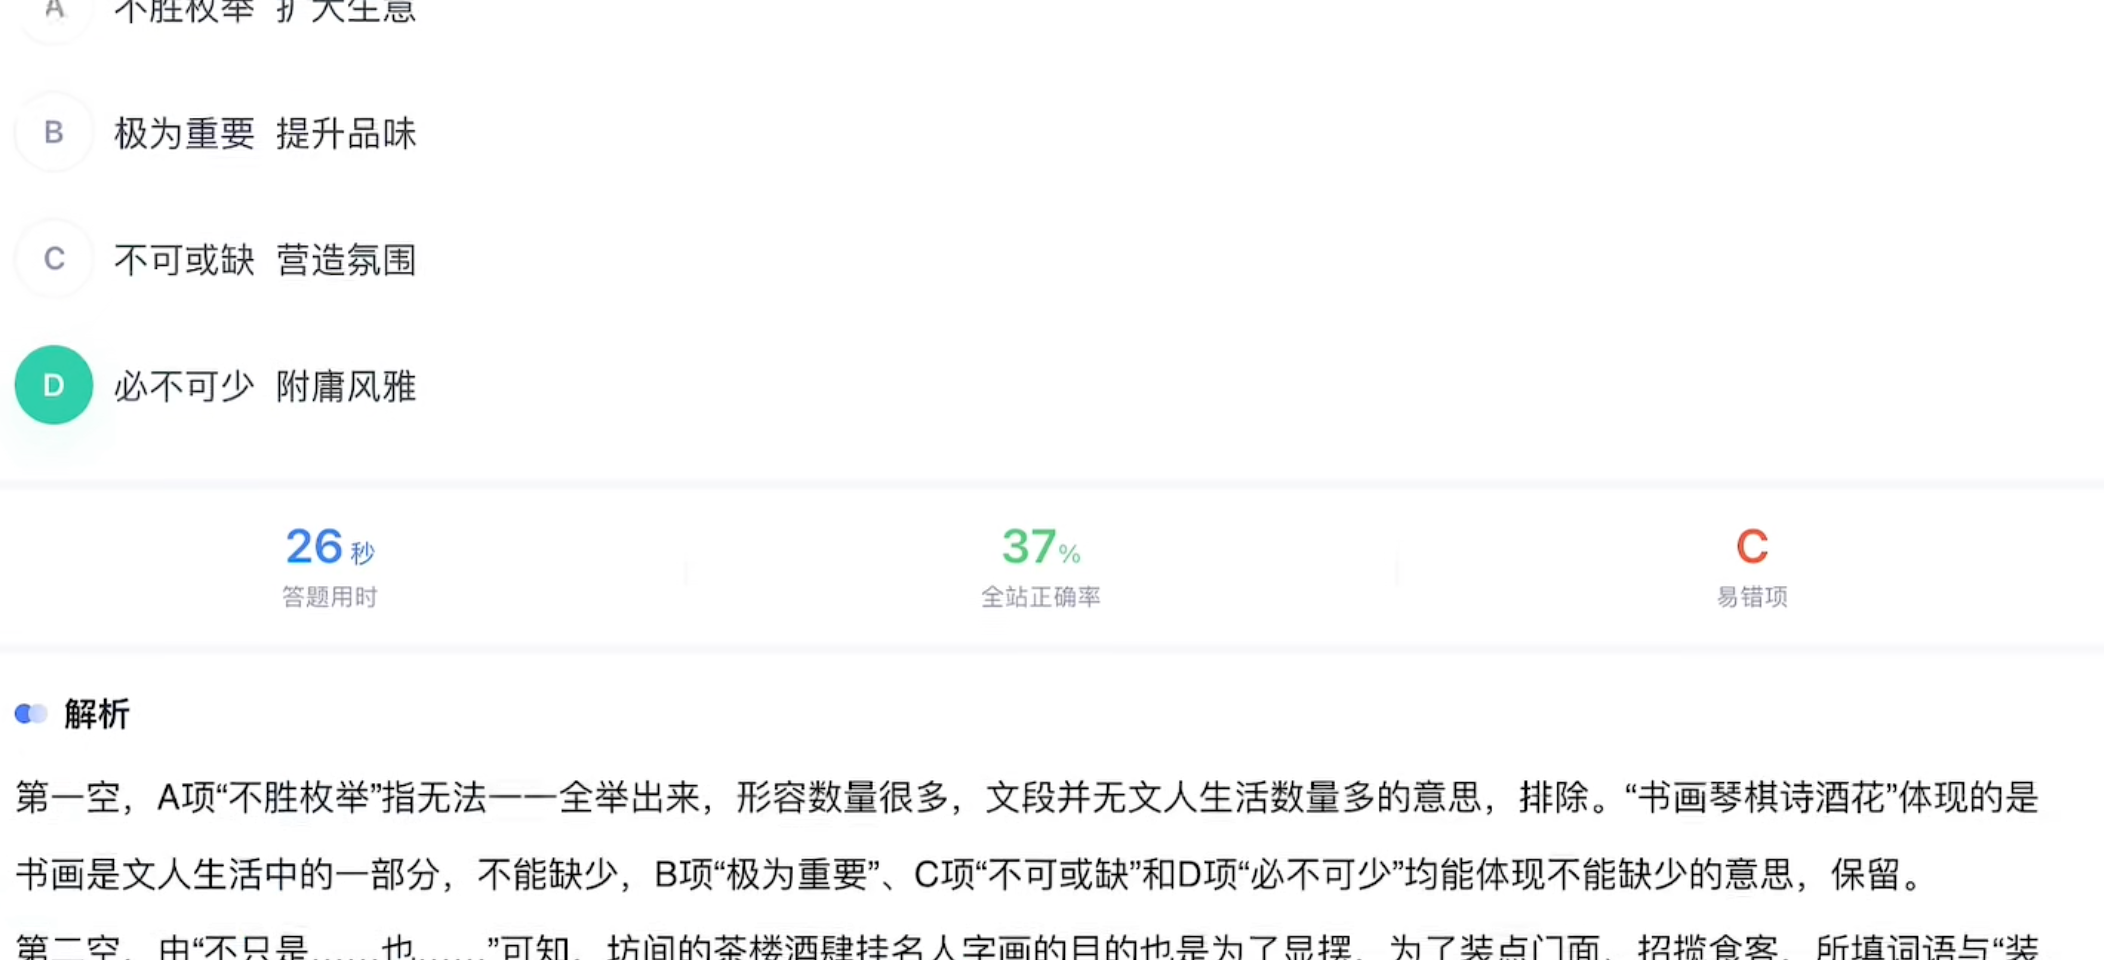 A 不胜枚举 扩大生意
B 极为重要 提升品味
C 不可或缺 营造氛围
D 必不可少 附庸风雅
26秒 37% C
答题用时 全站正确率 易错项
解析
第一空，A项“不胜枚举”指无法一一全举出来，形容数量很多，文段并无文人生活数量多的意思，排除。“书画琴棋诗酒花”体现的是
书画是文人生活中的一部分，不能缺少，B项“极为重要”、C项“不可或缺”和D项“必不可少”均能体现不能缺少的意思，保留。
第二空，由“不只是……也……”可知，坊间的茶楼酒肆挂名人字画的目的也是为了显摆，为了装点门面，招揽食客，所填词语与“装